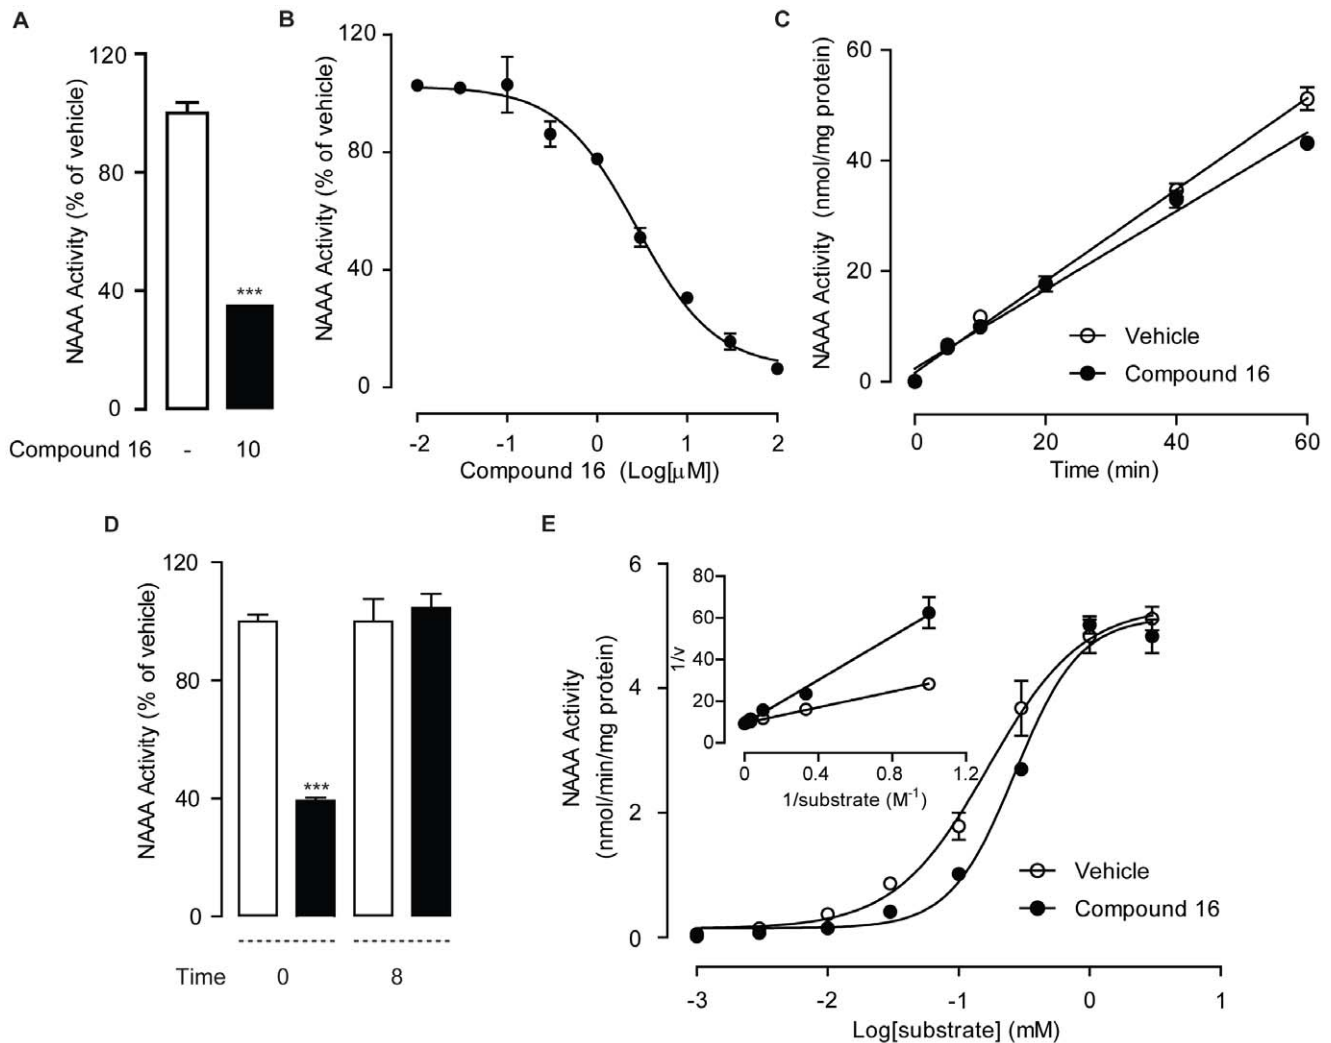 A
NAAA Activity (% of vehicle)
120
80
40
0
***
Compound 16 - 10
B
NAAA Activity (% of vehicle)
120
80
40
0
-2 -1 0 1 2
Compound 16 (Log[μM])
C
NAAA Activity (nmol/mg protein)
60
40
20
0
Vehicle
Compound 16
0 20 40 60
Time (min)
D
NAAA Activity (% of vehicle)
120
80
40
0
***
Time 0 8
E
NAAA Activity
(nmol/min/mg protein)
6
4
2
0
1/v
80
60
40
20
0
0 0.4 0.8 1.2
1/substrate (M⁻¹)
Vehicle
Compound 16
-3 -2 -1 0 1
Log[substrate] (mM)